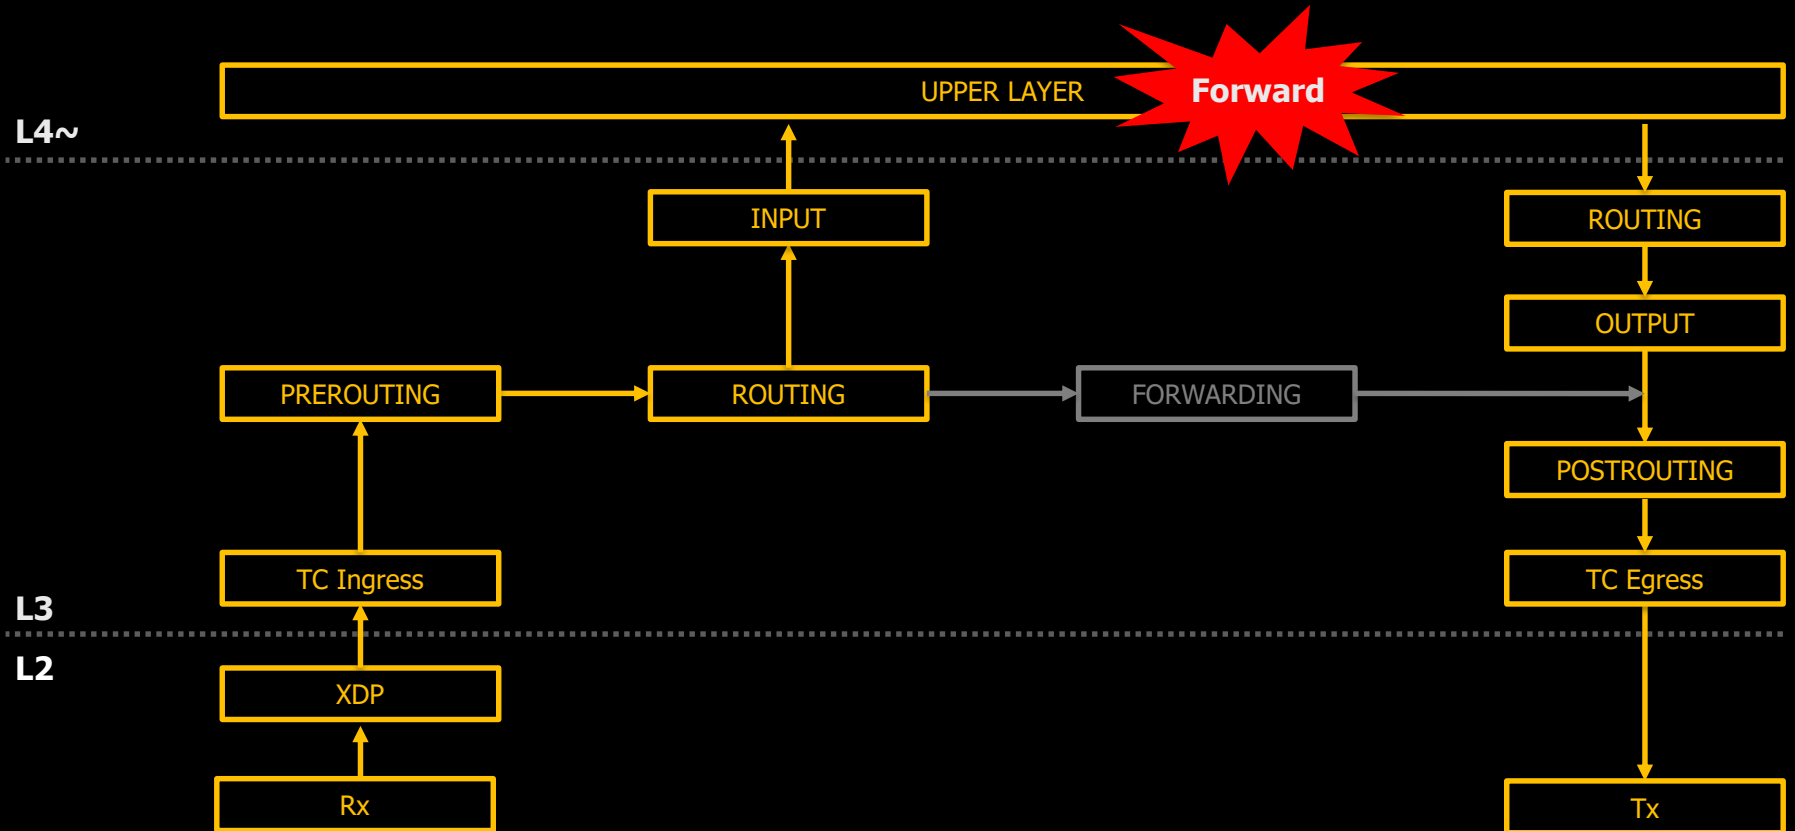 UPPER LAYER
Forward
L4~
INPUT
ROUTING
OUTPUT
PREROUTING
ROUTING
FORWARDING
POSTROUTING
TC Ingress
TC Egress
L3
L2
XDP
Rx
Tx